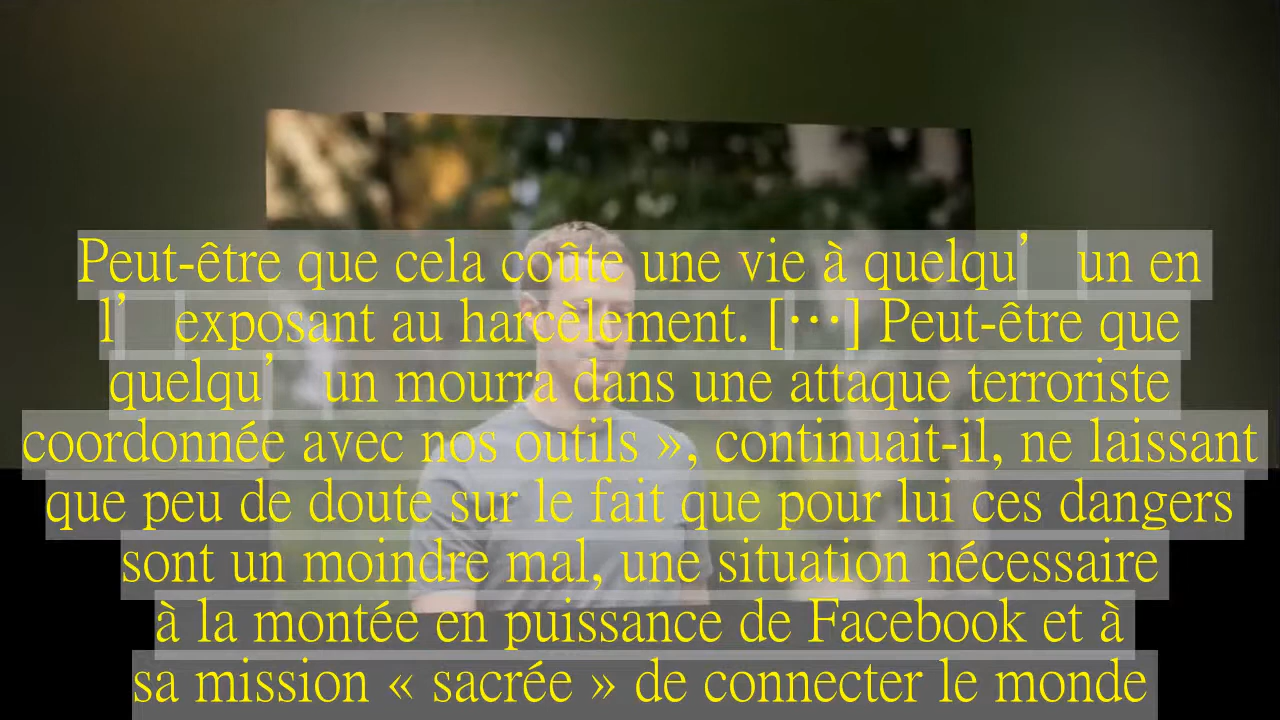 Peut-être que cela coûte une vie à quelqu’un en
l’exposant au harcèlement. […] Peut-être que
quelqu’un mourra dans une attaque terroriste
coordonnée avec nos outils », continuait-il, ne laissant
que peu de doute sur le fait que pour lui ces dangers
sont un moindre mal, une situation nécessaire
à la montée en puissance de Facebook et à
sa mission « sacrée » de connecter le monde